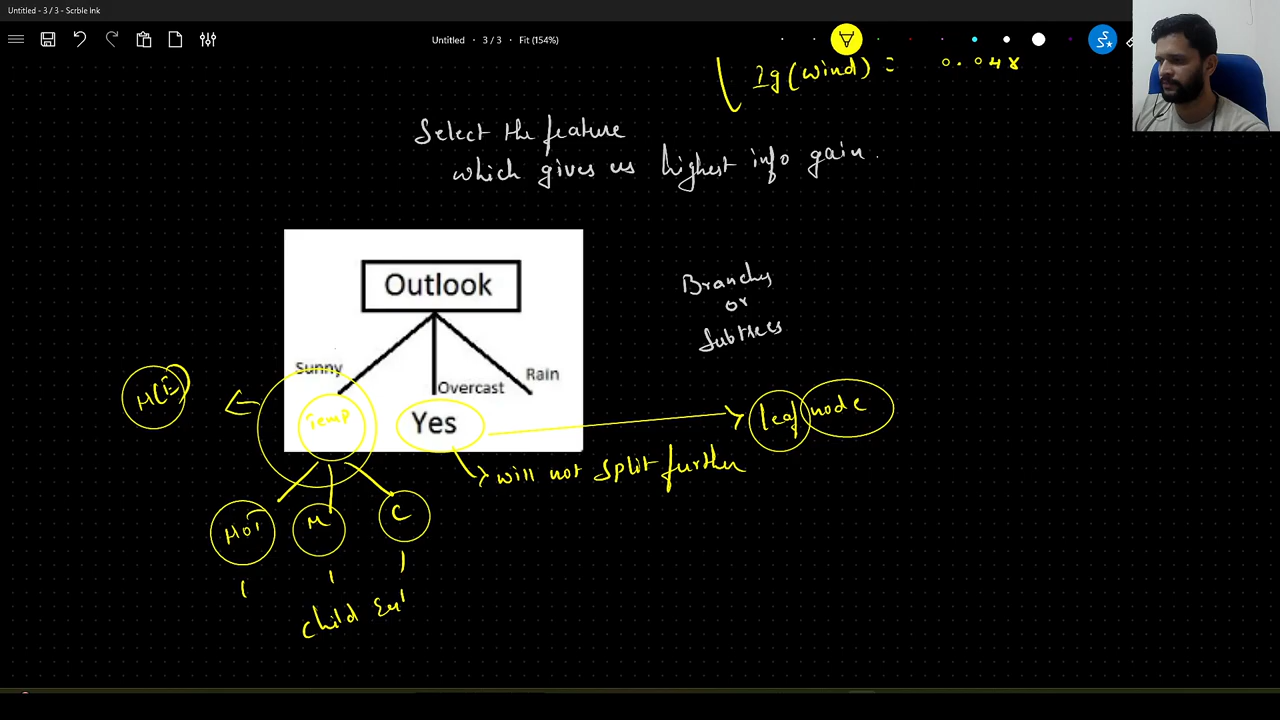 Untitled - 3 / 3 - Scrble Ink
Untitled • 3 / 3 • Fit (154%)
Ig(wind) = 0.048
Select the feature
which gives us highest info gain.
Outlook
Sunny
Overcast
Rain
Branches
or
Subtrees
Temp
Yes
leaf node
will not split further
HOT
M
C
child